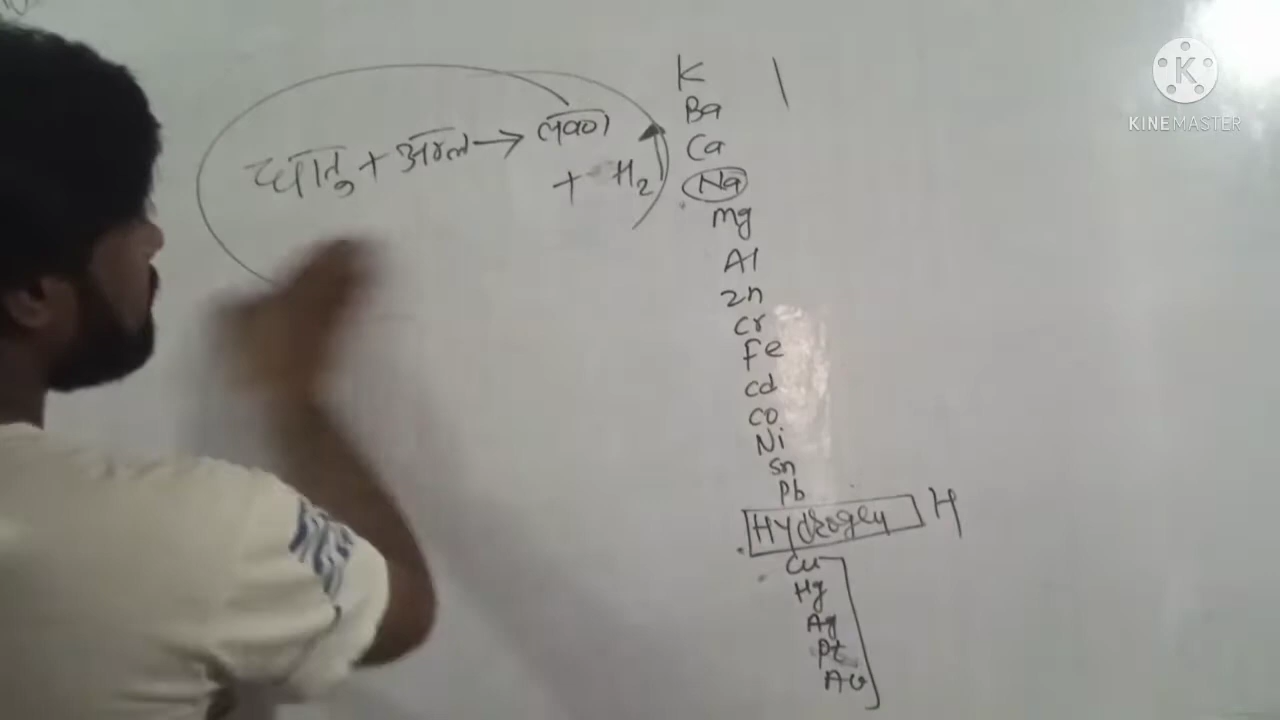 धातु + अम्ल → लवण
+ H2
K
Ba
Ca
Na
Mg
Al
Zn
Cr
Fe
Cd
Co
Ni
Sn
Pb
Hydrogen H
Cu
Hg
Ag
Pt
Au
K
KINEMASTER